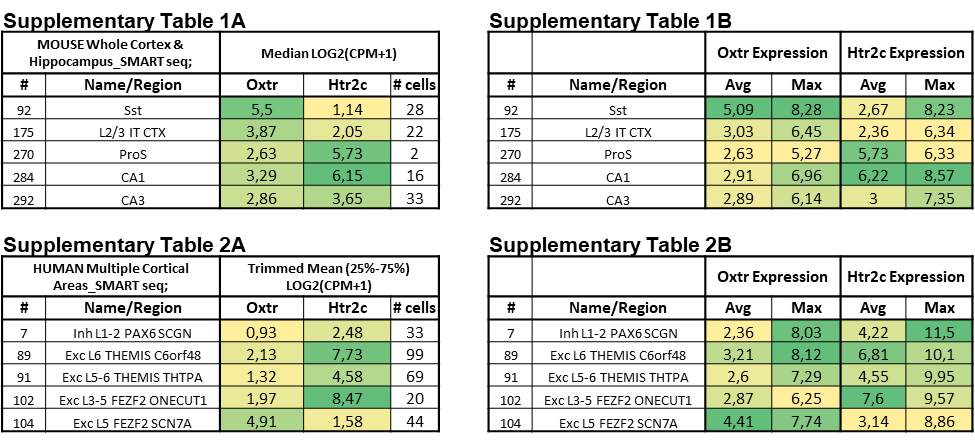 Supplementary Table 1A
MOUSE Whole Cortex & Hippocampus_SMART seq; Median LOG2(CPM+1)
# Name/Region Oxtr Htr2c # cells
92 Sst 5,5 1,14 28
175 L2/3 IT CTX 3,87 2,05 22
270 ProS 2,63 5,73 2
284 CA1 3,29 6,15 16
292 CA3 2,86 3,65 33
Supplementary Table 1B
Oxtr Expression Htr2c Expression
# Name/Region Avg Max Avg Max
92 Sst 5,09 8,28 2,67 8,23
175 L2/3 IT CTX 3,03 6,45 2,36 6,34
270 ProS 2,63 5,27 5,73 6,33
284 CA1 2,91 6,96 6,22 8,57
292 CA3 2,89 6,14 3 7,35
Supplementary Table 2A
HUMAN Multiple Cortical Areas_SMART seq; Trimmed Mean (25%-75%) LOG2(CPM+1)
# Name/Region Oxtr Htr2c # cells
7 Inh L1-2 PAX6 SCGN 0,93 2,48 33
89 Exc L6 THEMIS C6orf48 2,13 7,73 99
91 Exc L5-6 THEMIS THTPA 1,32 4,58 69
102 Exc L3-5 FEZF2 ONECUT1 1,97 8,47 20
104 Exc L5 FEZF2 SCN7A 4,91 1,58 44
Supplementary Table 2B
Oxtr Expression Htr2c Expression
# Name/Region Avg Max Avg Max
7 Inh L1-2 PAX6 SCGN 2,36 8,03 4,22 11,5
89 Exc L6 THEMIS C6orf48 3,21 8,12 6,81 10,1
91 Exc L5-6 THEMIS THTPA 2,6 7,29 4,55 9,95
102 Exc L3-5 FEZF2 ONECUT1 2,87 6,25 7,6 9,57
104 Exc L5 FEZF2 SCN7A 4,41 7,74 3,14 8,86